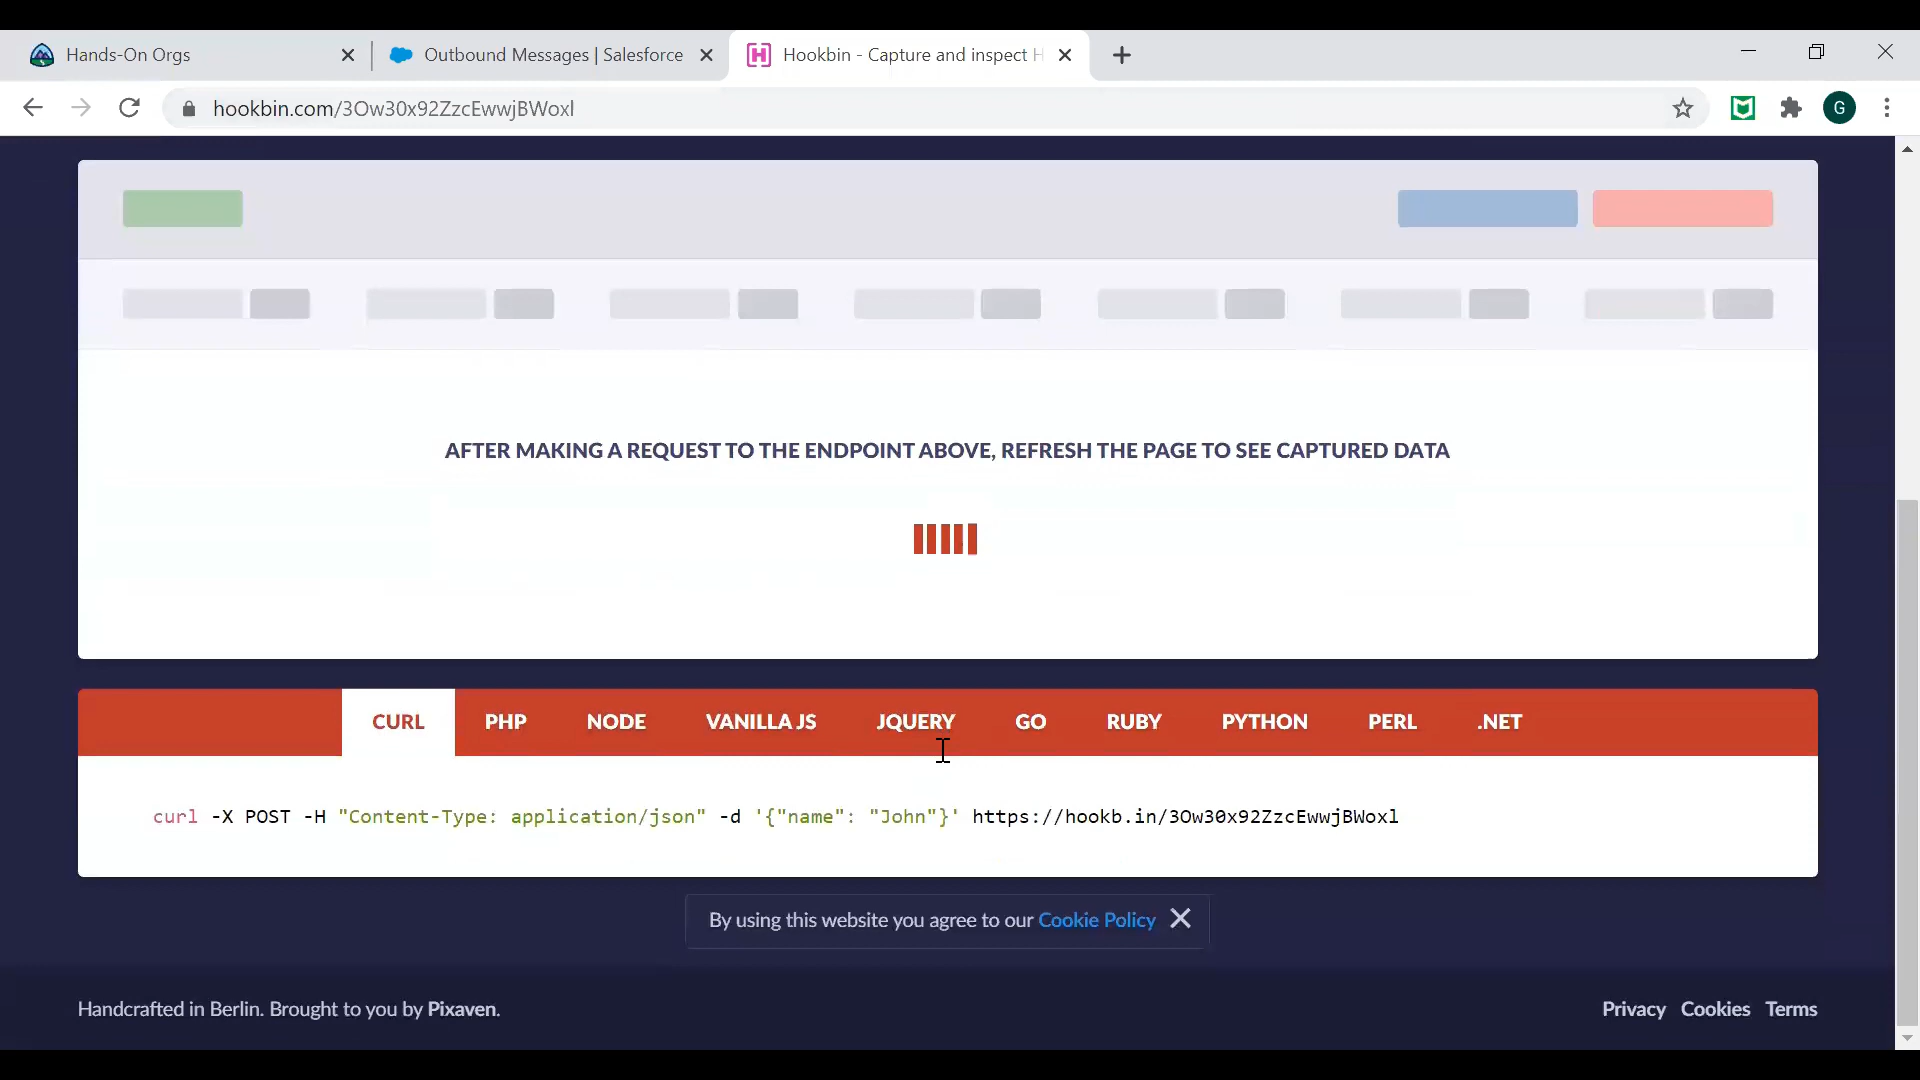 Hands-On Orgs
Outbound Messages | Salesforce
Hookbin - Capture and inspect H
hookbin.com/3Ow30x92ZzcEwwjBWoxl
G
AFTER MAKING A REQUEST TO THE ENDPOINT ABOVE, REFRESH THE PAGE TO SEE CAPTURED DATA
CURL PHP NODE VANILLA JS JQUERY GO RUBY PYTHON PERL .NET
curl -X POST -H "Content-Type: application/json" -d '{"name": "John"}' https://hookb.in/3Ow30x92ZzcEwwjBWoxl
By using this website you agree to our Cookie Policy
Handcrafted in Berlin. Brought to you by Pixaven.
Privacy Cookies Terms